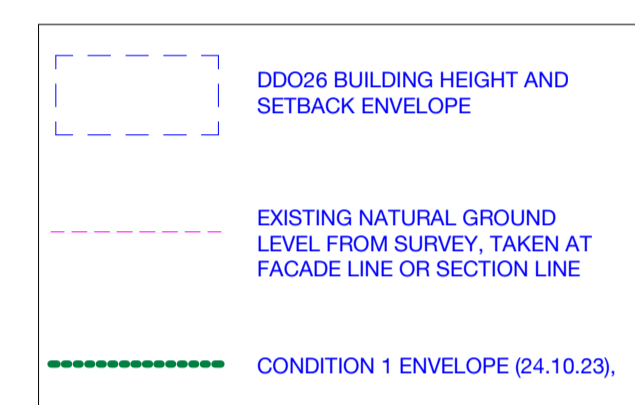 DDO26 BUILDING HEIGHT AND
SETBACK ENVELOPE
EXISTING NATURAL GROUND
LEVEL FROM SURVEY, TAKEN AT
FACADE LINE OR SECTION LINE
CONDITION 1 ENVELOPE (24.10.23),